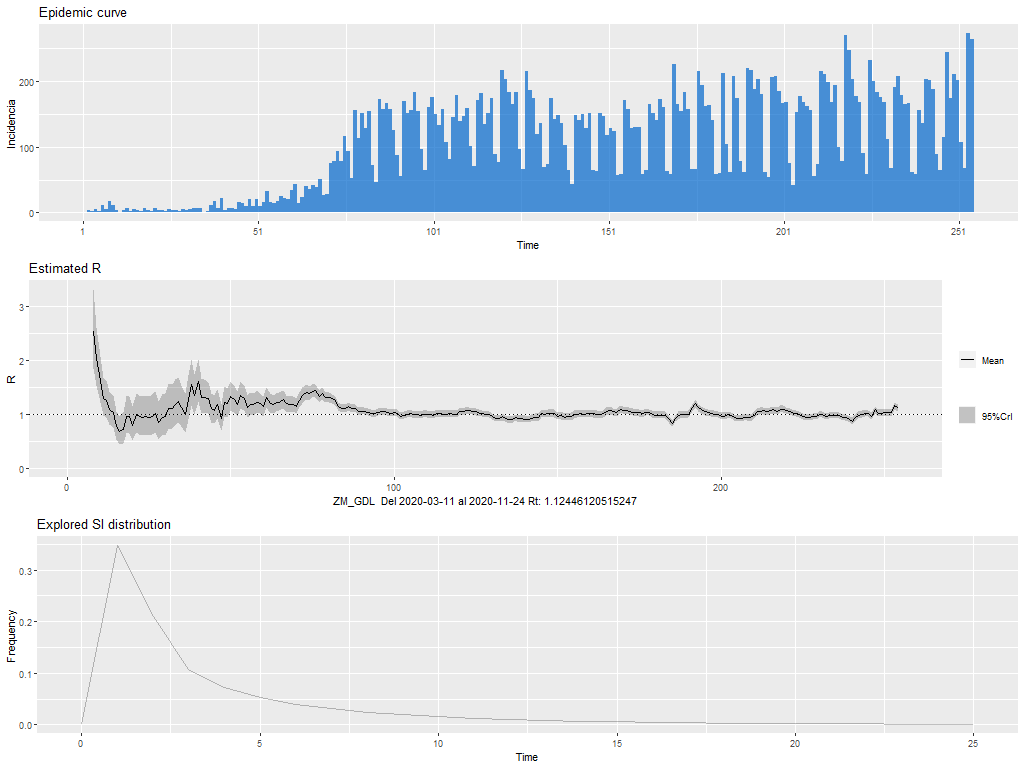 Epidemic curve
Incidencia
200
100
0
1 51 101 151 201 251
Time
Estimated R
R
3
2
1
0
0 100 200
ZM_GDL Del 2020-03-11 al 2020-11-24 Rt: 1.12446120515247
Mean
95%CrI
Explored SI distribution
Frequency
0.3
0.2
0.1
0.0
0 5 10 15 20 25
Time